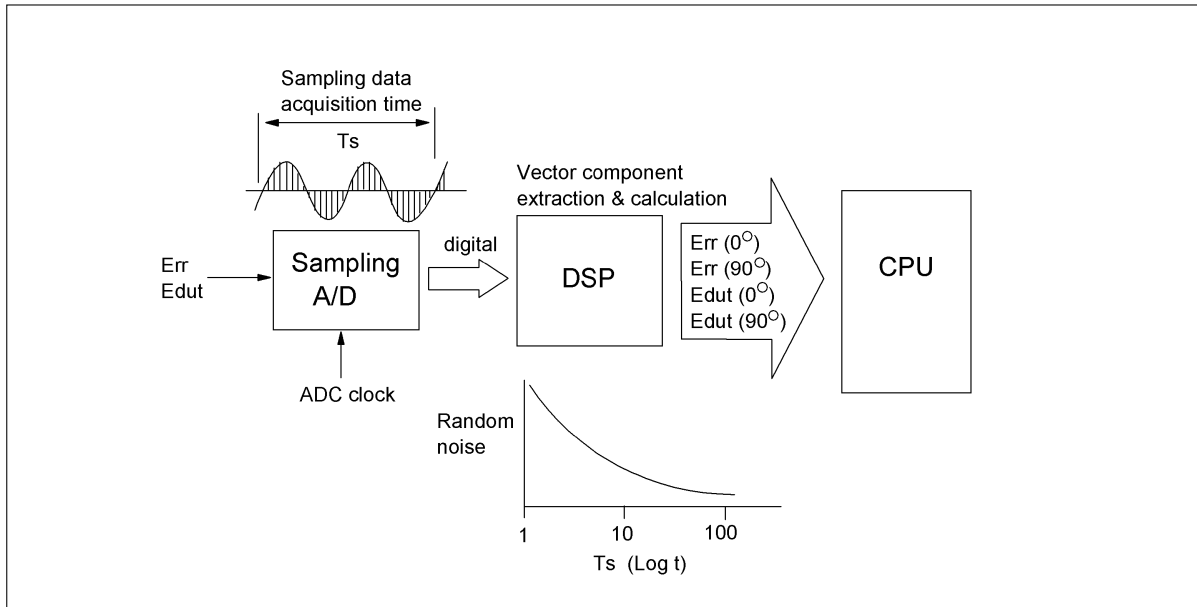 Sampling data
acquisition time
Ts
Vector component
extraction & calculation
Err
Edut
Sampling
A/D
digital
DSP
Err (0°)
Err (90°)
Edut (0°)
Edut (90°)
CPU
ADC clock
Random
noise
1
10
100
Ts (Log t)